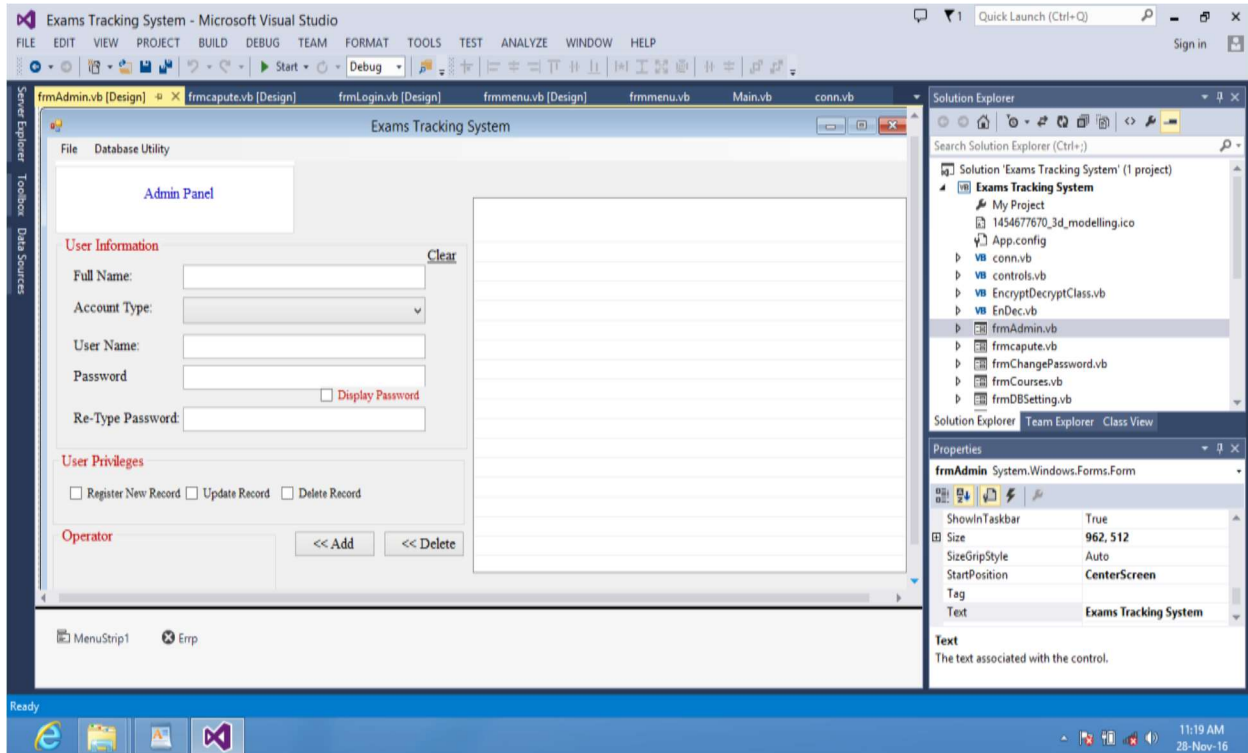 Exams Tracking System - Microsoft Visual Studio
1
Quick Launch (Ctrl+Q)
FILE EDIT VIEW PROJECT BUILD DEBUG TEAM FORMAT TOOLS TEST ANALYZE WINDOW HELP
Sign in
Start
Debug
Server Explorer
Toolbox
Data Sources
frmAdmin.vb [Design] frmcapute.vb [Design] frmLogin.vb [Design] frmmenu.vb [Design] frmmenu.vb Main.vb conn.vb
Exams Tracking System
File Database Utility
Admin Panel
User Information
Clear
Full Name:
Account Type:
User Name:
Password
Display Password
Re-Type Password:
User Privileges
Register New Record Update Record Delete Record
Operator
<< Add << Delete
MenuStrip1 Errp
Solution Explorer
Search Solution Explorer (Ctrl+;)
Solution 'Exams Tracking System' (1 project)
Exams Tracking System
My Project
1454677670_3d_modelling.ico
App.config
conn.vb
controls.vb
EncryptDecryptClass.vb
EnDec.vb
frmAdmin.vb
frmcapute.vb
frmChangePassword.vb
frmCourses.vb
frmDBSetting.vb
Solution Explorer Team Explorer Class View
Properties
frmAdmin System.Windows.Forms.Form
ShowInTaskbar True
Size 962, 512
SizeGripStyle Auto
StartPosition CenterScreen
Tag
Text Exams Tracking System
Text
The text associated with the control.
Ready
11:19 AM
28-Nov-16